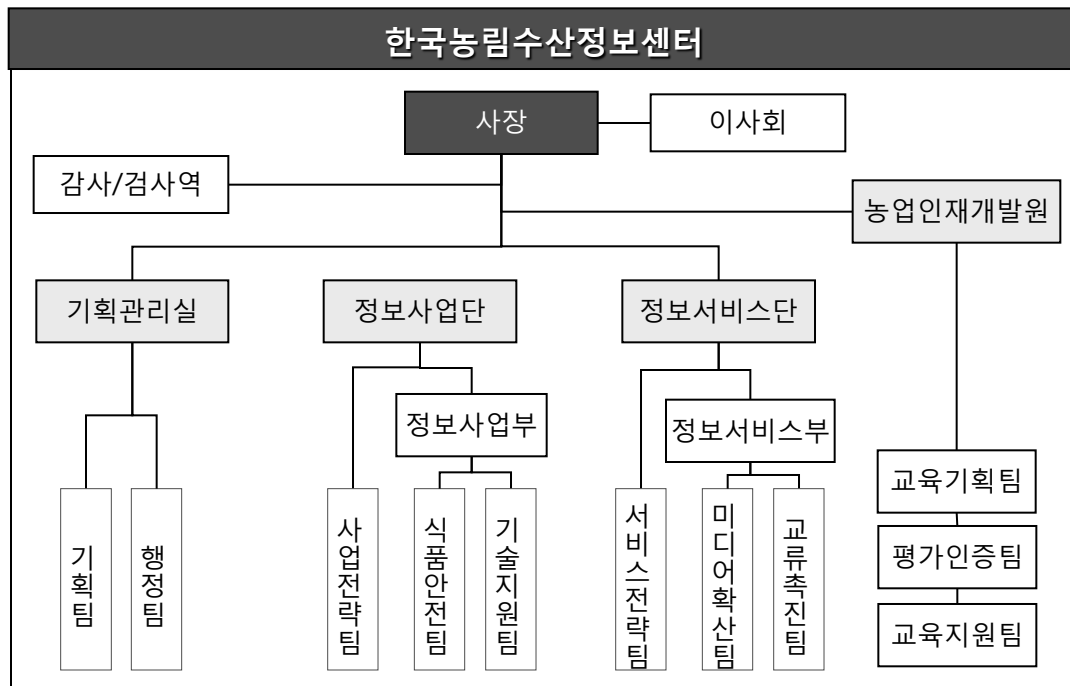 한국농림수산정보센터
사장
이사회
감사/검사역
농업인재개발원
기획관리실
정보사업단
정보서비스단
정보사업부
정보서비스부
기획팀
행정팀
사업전략팀
식품안전팀
기술지원팀
서비스전략팀
미디어확산팀
교류촉진팀
교육기획팀
평가인증팀
교육지원팀